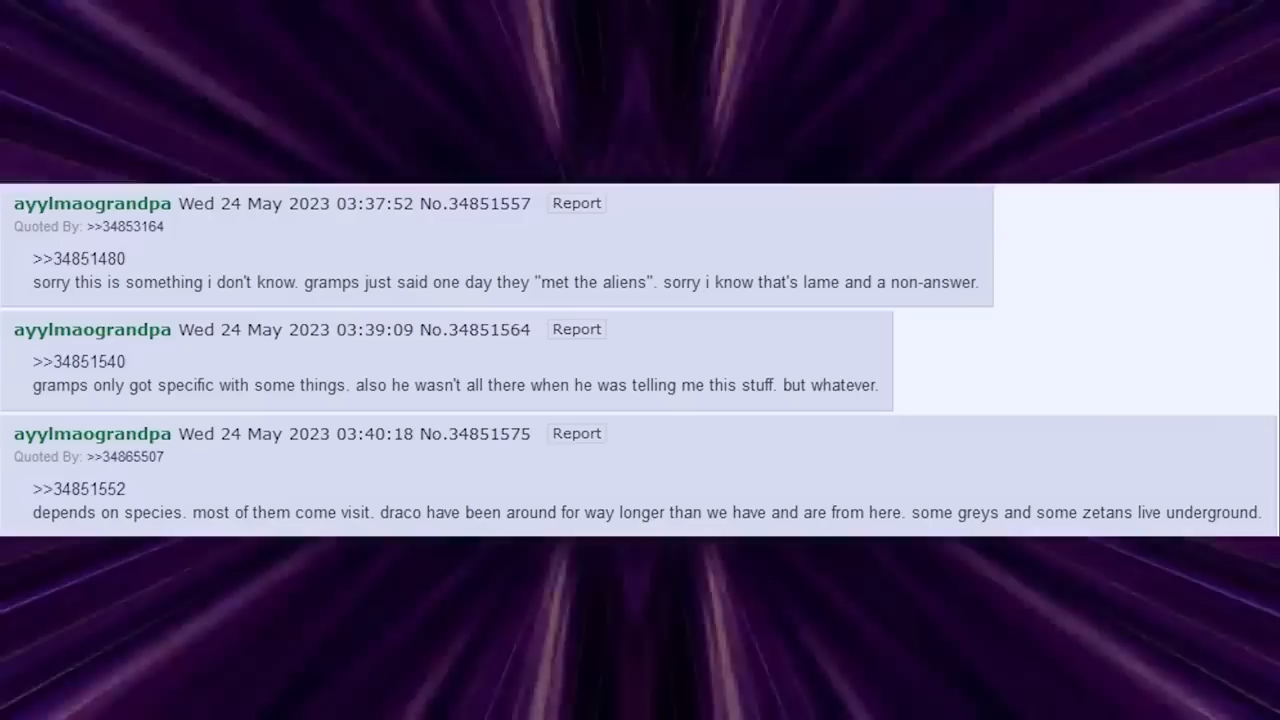 ayylmaograndpa Wed 24 May 2023 03:37:52 No.34851557 Report
Quoted By: >>34853164
>>34851480
sorry this is something i don't know. gramps just said one day they "met the aliens". sorry i know that's lame and a non-answer.
ayylmaograndpa Wed 24 May 2023 03:39:09 No.34851564 Report
>>34851540
gramps only got specific with some things. also he wasn't all there when he was telling me this stuff. but whatever.
ayylmaograndpa Wed 24 May 2023 03:40:18 No.34851575 Report
Quoted By: >>34865507
>>34851552
depends on species. most of them come visit. draco have been around for way longer than we have and are from here. some greys and some zetans live underground.